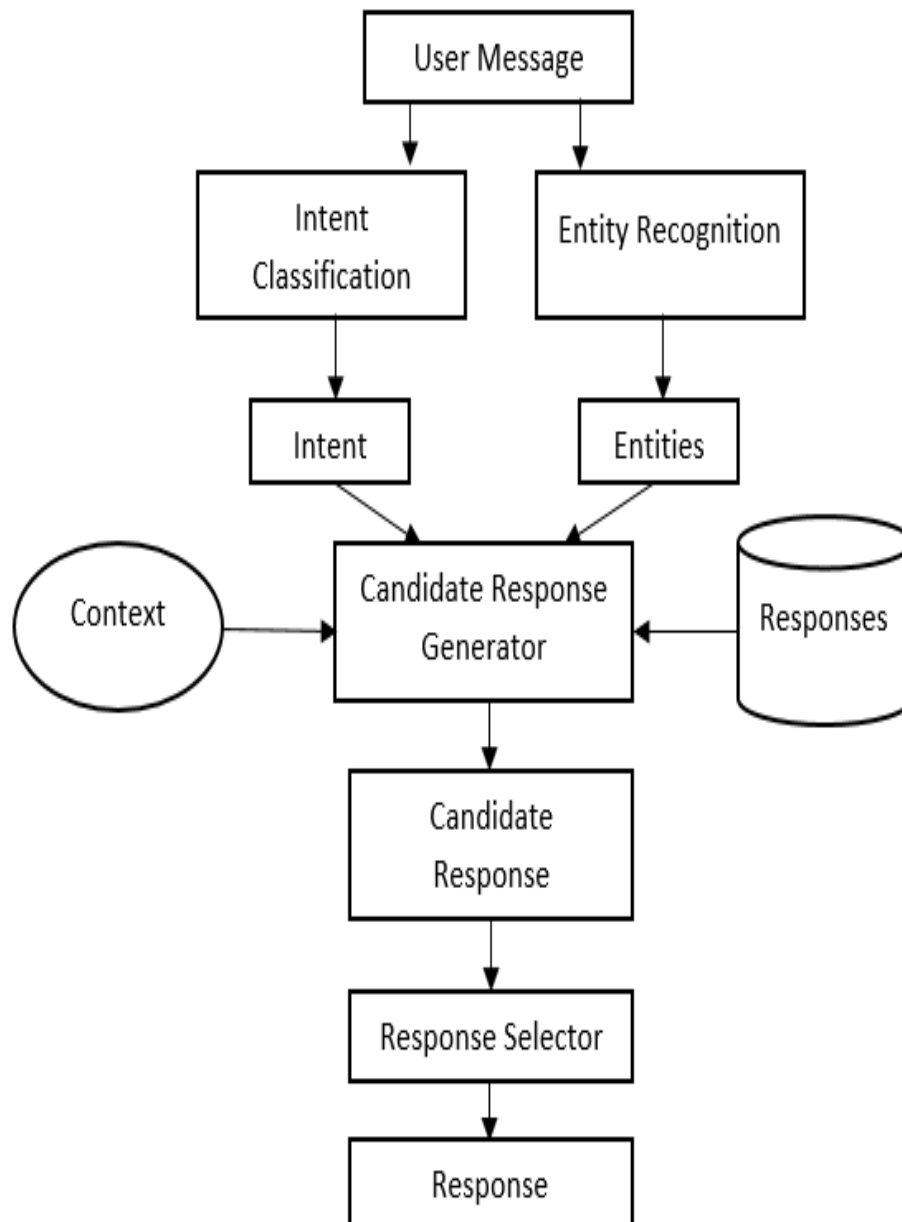 User Message
Intent
Classification
Entity Recognition
Intent
Entities
Context
Candidate Response
Generator
Responses
Candidate
Response
Response Selector
Response